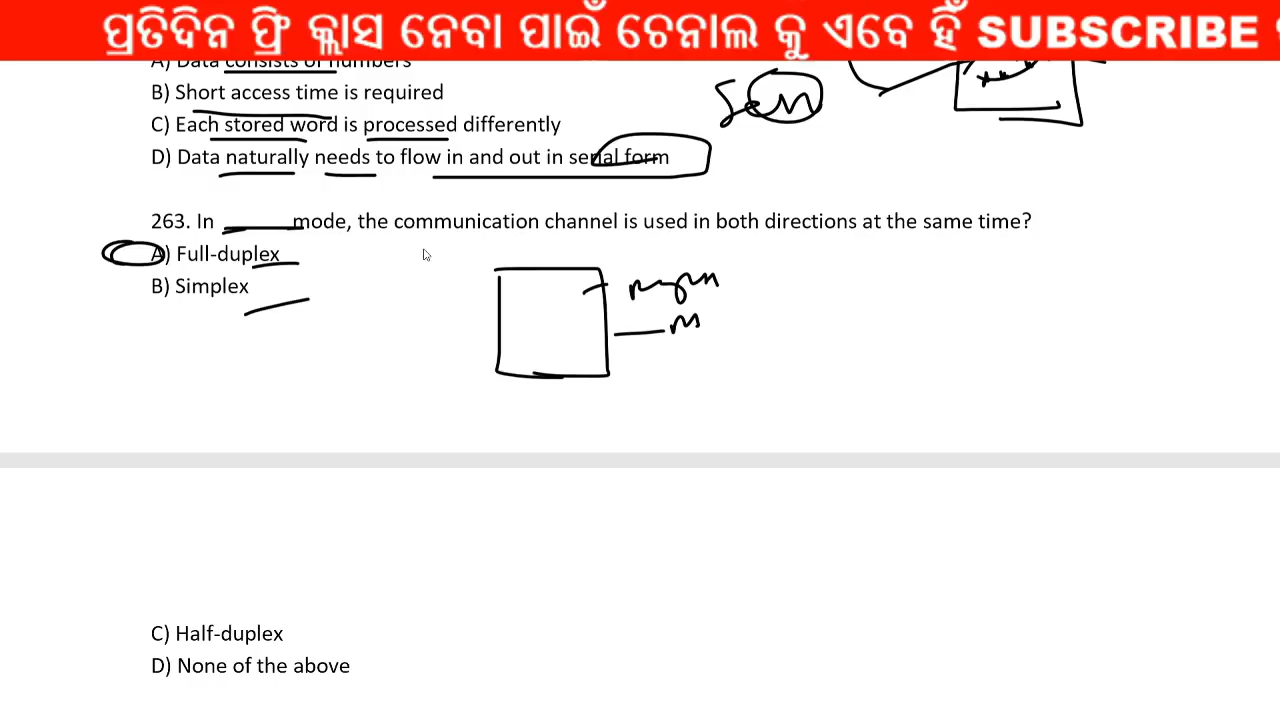 ପ୍ରତିଦିନ ଫ୍ରି କ୍ଲାସ ନେବା ପାଇଁ ଚେନାଲ କୁ ଏବେ ହିଁ SUBSCRIBE
A) Data consists of numbers
B) Short access time is required
C) Each stored word is processed differently
D) Data naturally needs to flow in and out in serial form
263. In ______ mode, the communication channel is used in both directions at the same time?
A) Full-duplex
B) Simplex
C) Half-duplex
D) None of the above